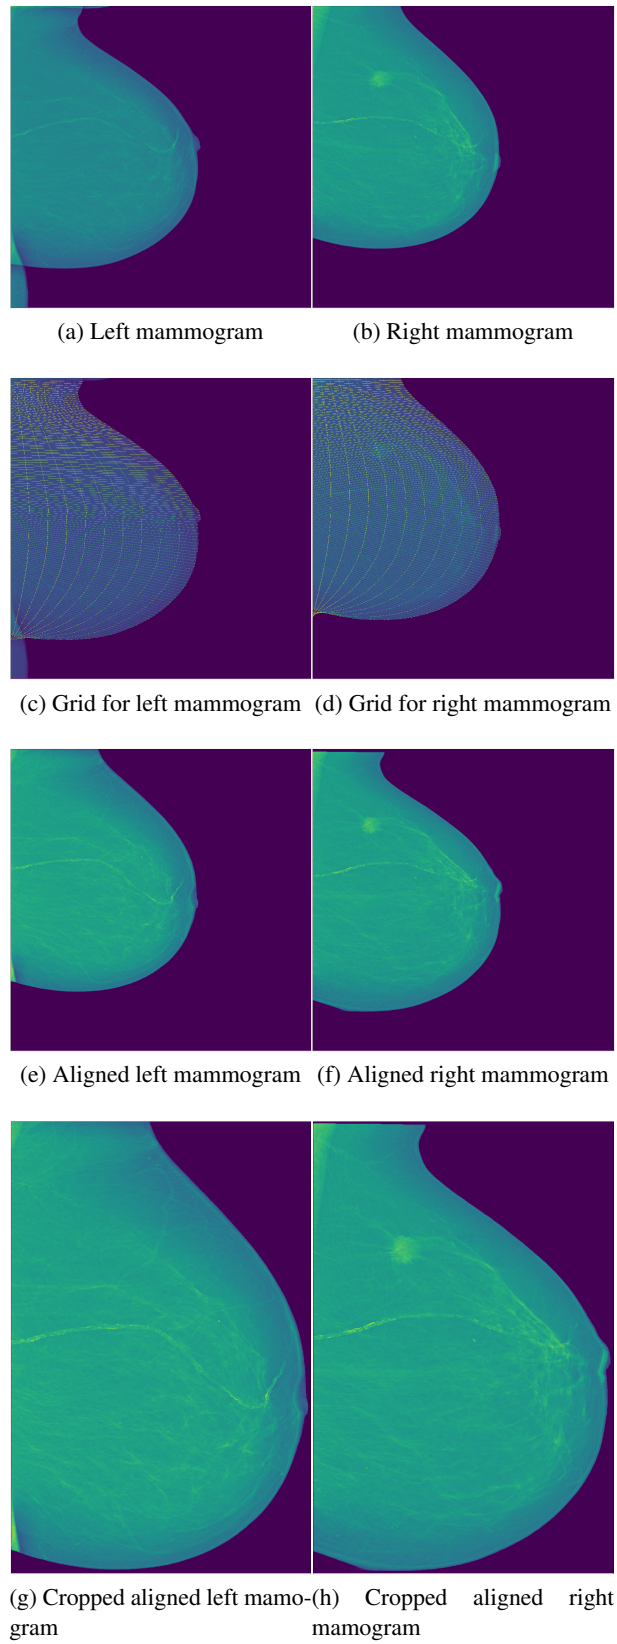 (a) Left mammogram
(b) Right mammogram
(c) Grid for left mammogram
(d) Grid for right mammogram
(e) Aligned left mammogram
(f) Aligned right mammogram
(g) Cropped aligned left mamo-
gram
(h) Cropped aligned right
mamogram